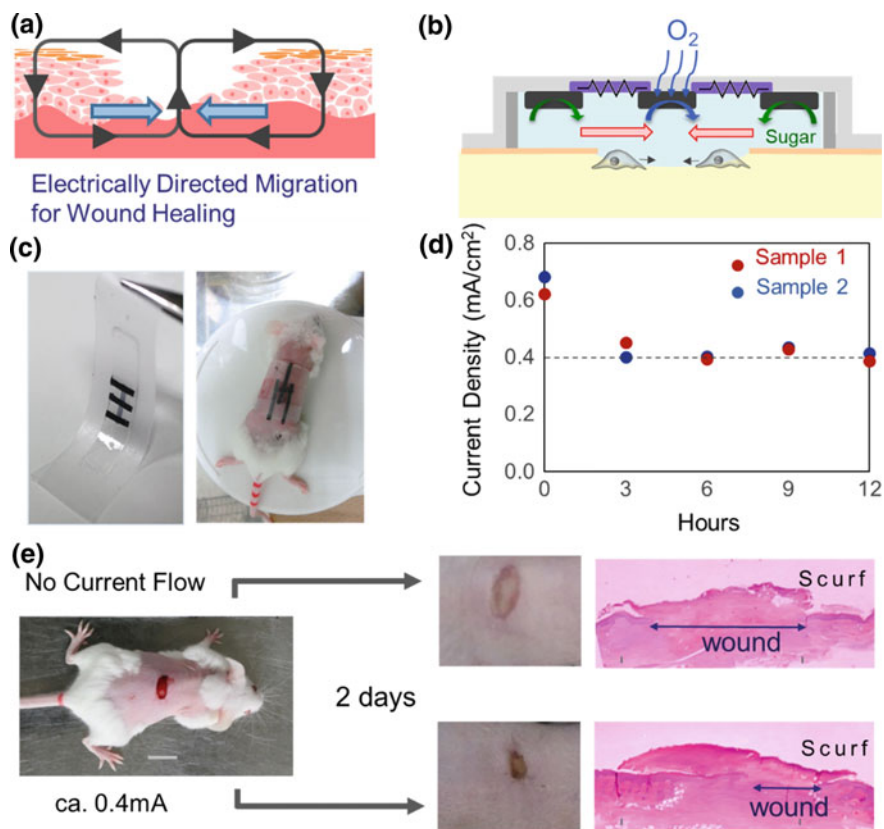 (a)
Electrically Directed Migration
for Wound Healing
(b)
O2
Sugar
(c)
(d)
Current Density (mA/cm2)
0.8
0.6
0.4
0.2
0.0
Sample 1
Sample 2
0
3
6
9
12
Hours
(e)
No Current Flow
2 days
ca. 0.4mA
Scurf
wound
Scurf
wound